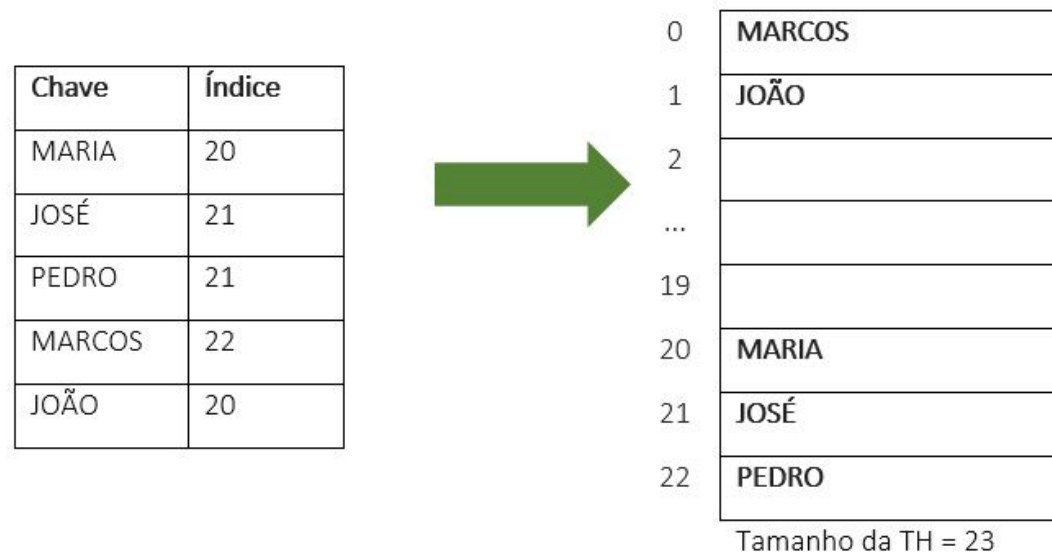 Chave Índice
MARIA 20
JOSÉ 21
PEDRO 21
MARCOS 22
JOÃO 20
0 MARCOS
1 JOÃO
2
...
19
20 MARIA
21 JOSÉ
22 PEDRO
Tamanho da TH = 23